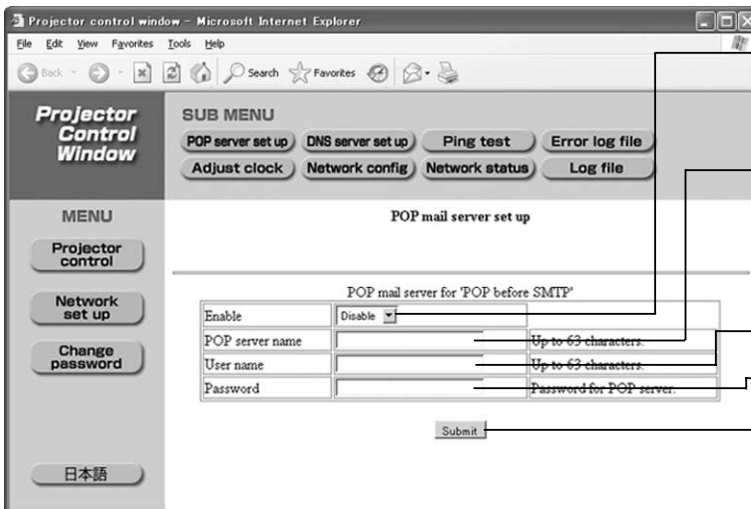 Projector control window - Microsoft Internet Explorer
File Edit View Favorites Tools Help
Back Search Favorites
Projector
Control
Window
SUB MENU
POP server set up DNS server set up Ping test Error log file
Adjust clock Network config Network status Log file
MENU
Projector
control
Network
set up
Change
password
日本語
POP mail server set up
POP mail server for 'POP before SMTP'
Enable Disable
POP server name Up to 63 characters.
User name Up to 63 characters.
Password Password for POP server.
Submit